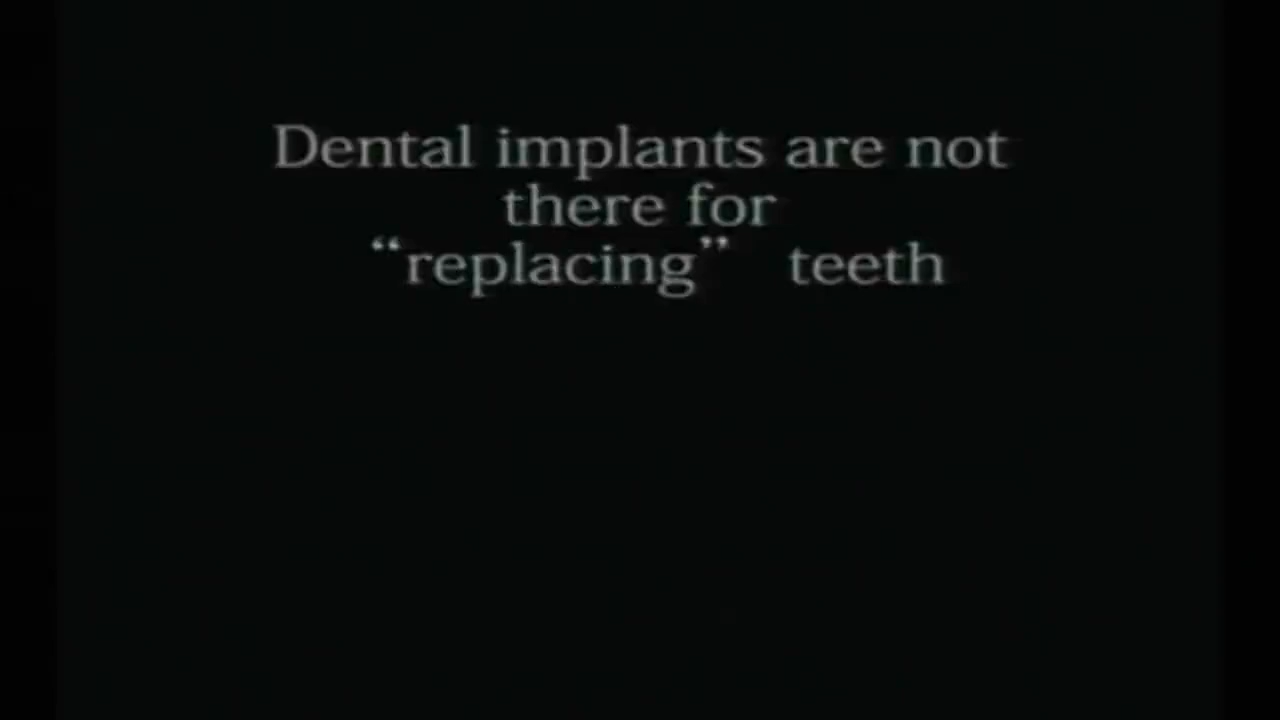 Dental implants are not
there for
“replacing” teeth